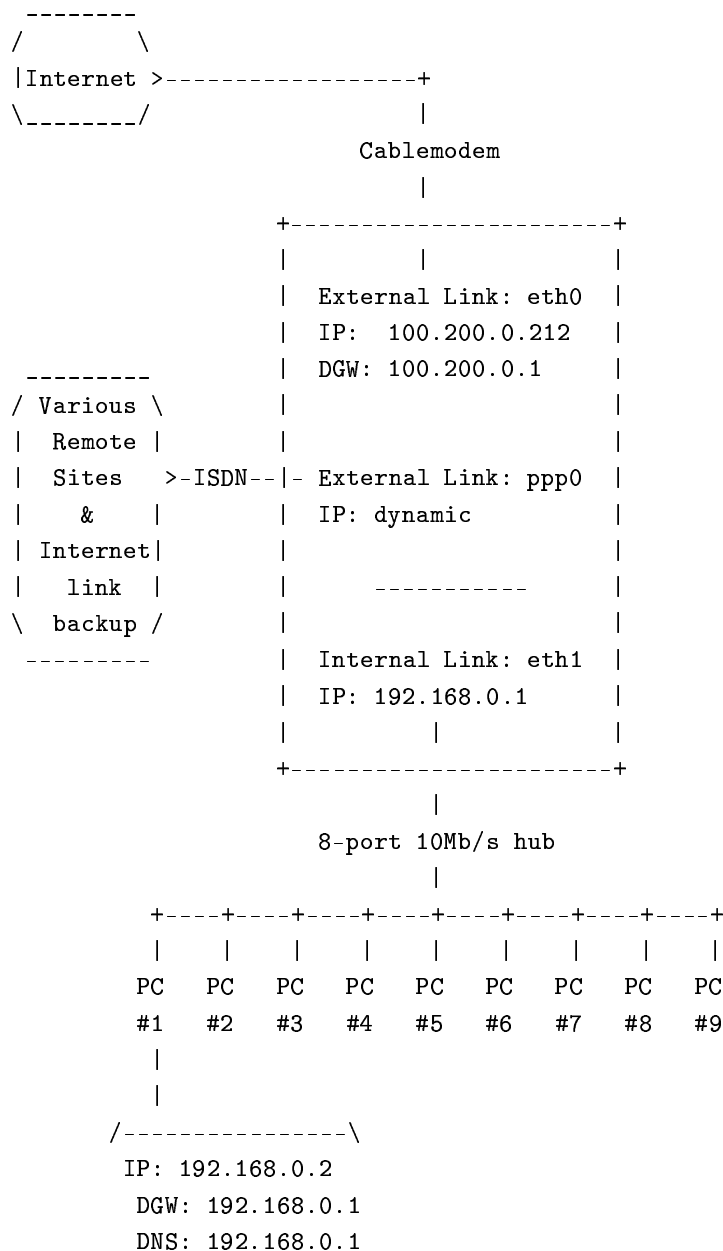 --------
/        \
|Internet >------------------+
\--------/                   |
                         Cablemodem
                             |
                   +-----------------------+
                   |         |             |
                   |  External Link: eth0  |
                   |  IP:  100.200.0.212   |
 ---------         |  DGW: 100.200.0.1     |
/ Various \        |                       |
|  Remote |        |                       |
|  Sites   >-ISDN--|- External Link: ppp0  |
|    &    |        |  IP: dynamic          |
| Internet|        |                       |
|   link  |        |      -----------      |
\  backup /        |                       |
 ---------         |  Internal Link: eth1  |
                   |  IP: 192.168.0.1      |
                   |          |            |
                   +-----------------------+
                              |
                      8-port 10Mb/s hub
                              |
          +----+----+----+----+----+----+----+----+
          |    |    |    |    |    |    |    |    |
         PC   PC   PC   PC   PC   PC   PC   PC   PC
         #1   #2   #3   #4   #5   #6   #7   #8   #9
          |
          |
       /----------------\
        IP: 192.168.0.2
         DGW: 192.168.0.1
         DNS: 192.168.0.1